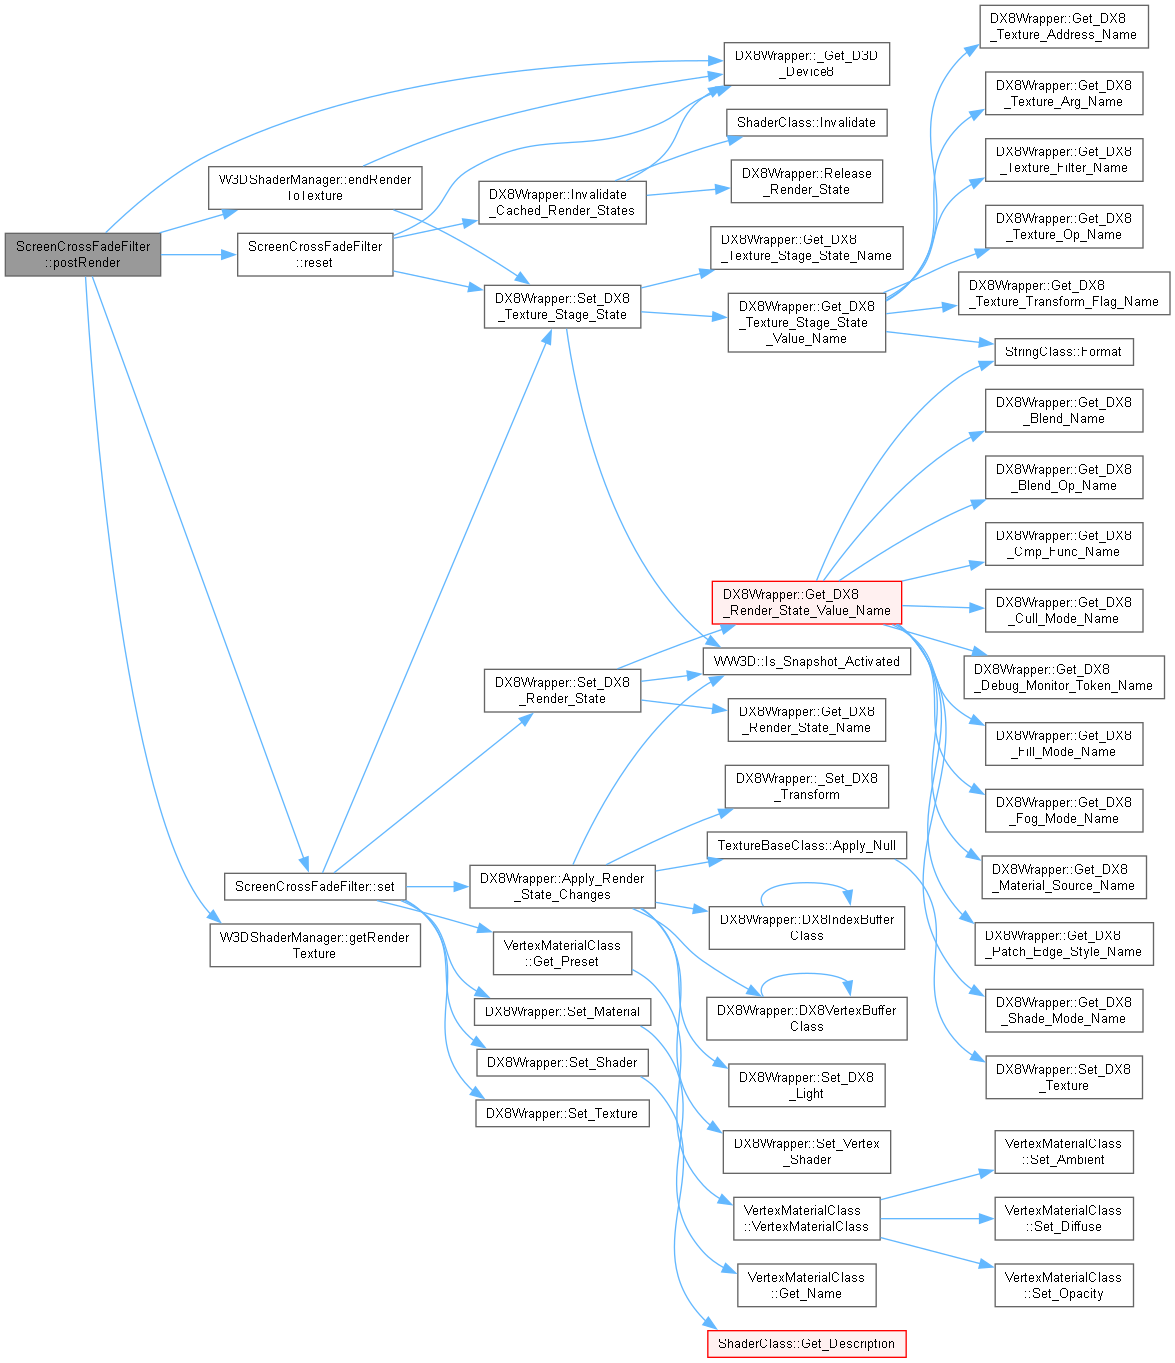 ScreenCrossFadeFilter
::postRender
W3DShaderManager::endRender
ToTexture
ScreenCrossFadeFilter
::reset
ScreenCrossFadeFilter::set
W3DShaderManager::getRender
Texture
DX8Wrapper::Invalidate
_Cached_Render_States
DX8Wrapper::Set_DX8
_Texture_Stage_State
DX8Wrapper::Set_DX8
_Render_State
DX8Wrapper::Apply_Render
_State_Changes
VertexMaterialClass
::Get_Preset
DX8Wrapper::Set_Material
DX8Wrapper::Set_Shader
DX8Wrapper::Set_Texture
DX8Wrapper::_Get_D3D
_Device8
ShaderClass::Invalidate
DX8Wrapper::Release
_Render_State
DX8Wrapper::Get_DX8
_Texture_Stage_State_Name
DX8Wrapper::Get_DX8
_Texture_Stage_State
_Value_Name
DX8Wrapper::Get_DX8
_Render_State_Value_Name
WW3D::Is_Snapshot_Activated
DX8Wrapper::Get_DX8
_Render_State_Name
DX8Wrapper::_Set_DX8
_Transform
TextureBaseClass::Apply_Null
DX8Wrapper::DX8IndexBuffer
Class
DX8Wrapper::DX8VertexBuffer
Class
DX8Wrapper::Set_DX8
_Light
DX8Wrapper::Set_Vertex
_Shader
VertexMaterialClass
::VertexMaterialClass
VertexMaterialClass
::Get_Name
ShaderClass::Get_Description
DX8Wrapper::Get_DX8
_Texture_Address_Name
DX8Wrapper::Get_DX8
_Texture_Arg_Name
DX8Wrapper::Get_DX8
_Texture_Filter_Name
DX8Wrapper::Get_DX8
_Texture_Op_Name
DX8Wrapper::Get_DX8
_Texture_Transform_Flag_Name
StringClass::Format
DX8Wrapper::Get_DX8
_Blend_Name
DX8Wrapper::Get_DX8
_Blend_Op_Name
DX8Wrapper::Get_DX8
_Cmp_Func_Name
DX8Wrapper::Get_DX8
_Cull_Mode_Name
DX8Wrapper::Get_DX8
_Debug_Monitor_Token_Name
DX8Wrapper::Get_DX8
_Fill_Mode_Name
DX8Wrapper::Get_DX8
_Fog_Mode_Name
DX8Wrapper::Get_DX8
_Material_Source_Name
DX8Wrapper::Get_DX8
_Patch_Edge_Style_Name
DX8Wrapper::Get_DX8
_Shade_Mode_Name
DX8Wrapper::Set_DX8
_Texture
VertexMaterialClass
::Set_Ambient
VertexMaterialClass
::Set_Diffuse
VertexMaterialClass
::Set_Opacity